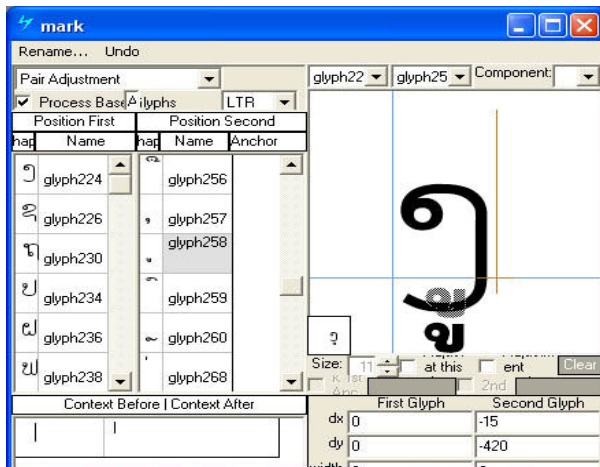 mark
Rename... Undo
Pair Adjustment
glyph22 glyph25 Component:
Process Base
LTR
Position First Position Second
Name Name Anchor
glyph224 glyph256
glyph226 glyph257
glyph230 glyph258
glyph234 glyph259
glyph236 glyph260
glyph238 glyph268
Size: 11 at this ent Clear
2nd
Context Before | Context After
First Glyph Second Glyph
dx 0 -15
dy 0 -420